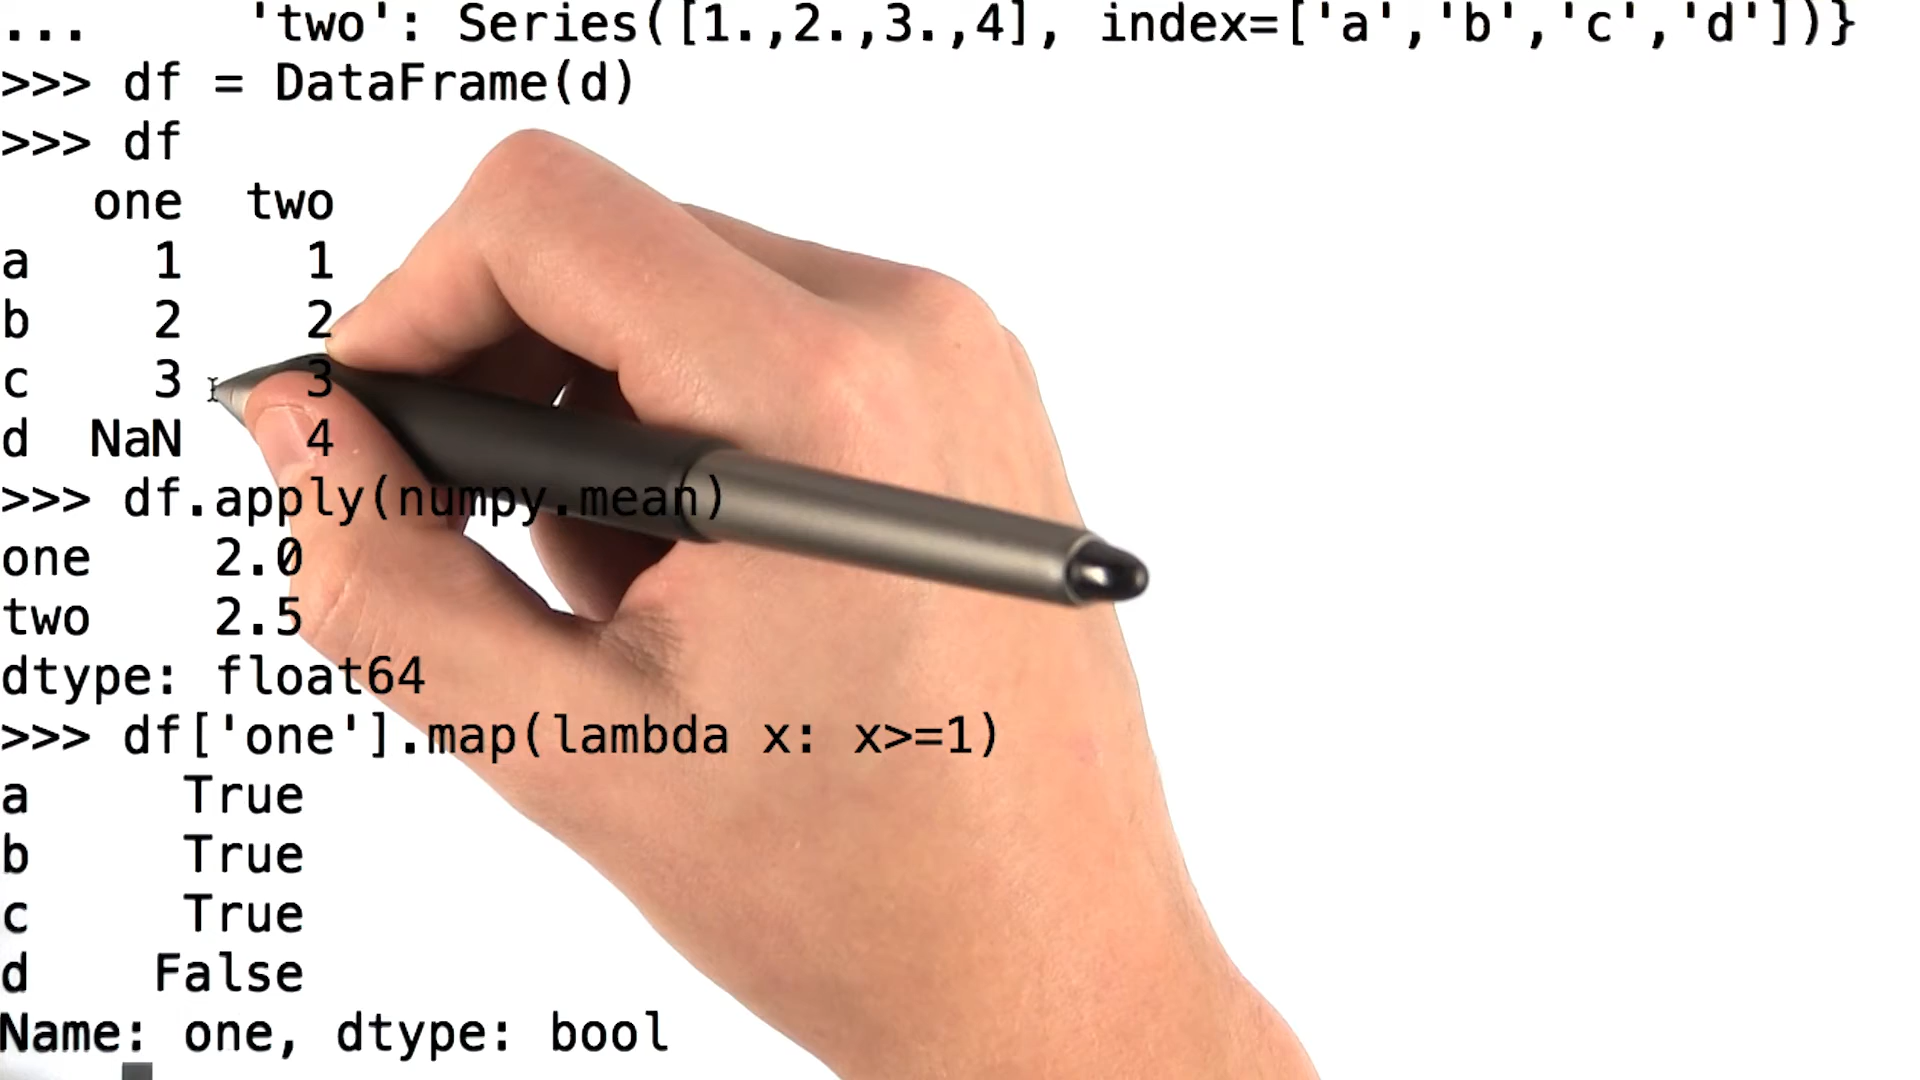 ...     'two': Series([1.,2.,3.,4], index=['a','b','c','d'])}
>>> df = DataFrame(d)
>>> df
   one  two
a    1    1
b    2    2
c    3    3
d  NaN    4
>>> df.apply(numpy.mean)
one    2.0
two    2.5
dtype: float64
>>> df['one'].map(lambda x: x>=1)
a     True
b     True
c     True
d    False
Name: one, dtype: bool